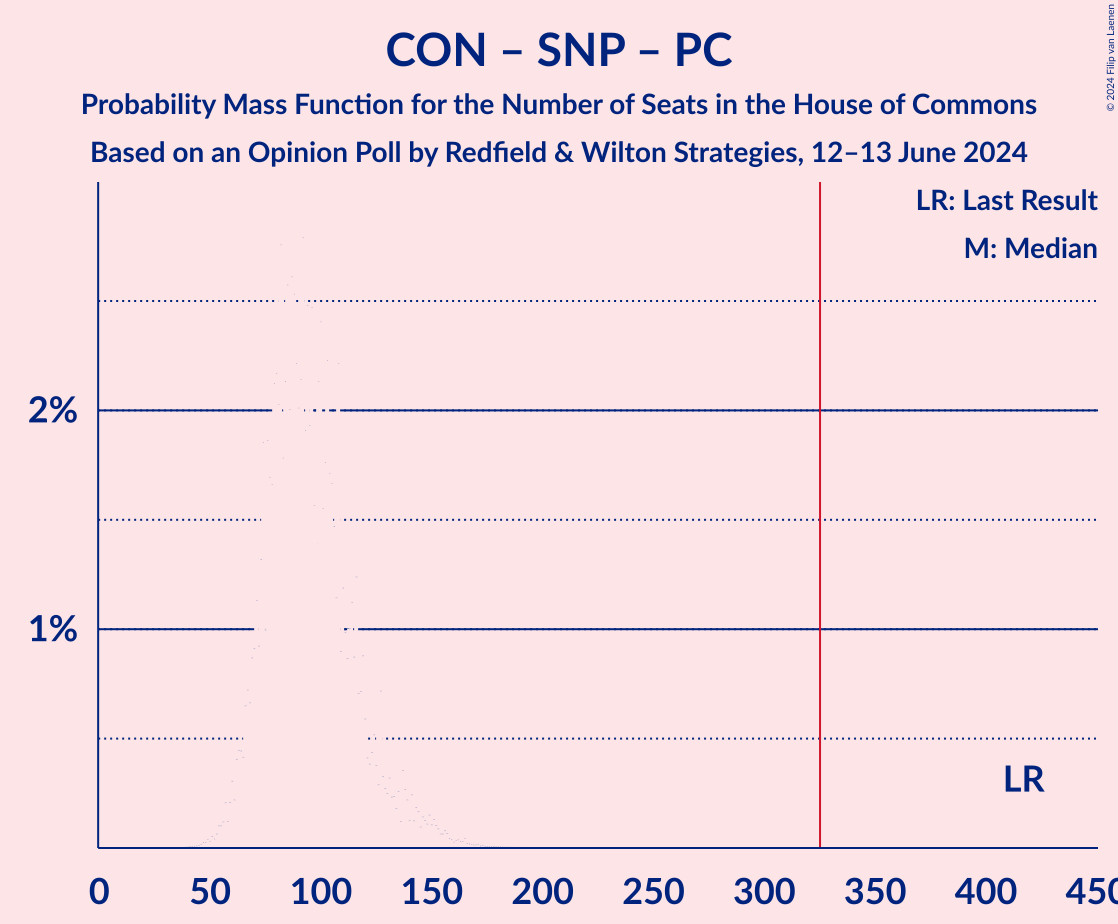 CON – SNP – PC
Probability Mass Function for the Number of Seats in the House of Commons
Based on an Opinion Poll by Redfield & Wilton Strategies, 12–13 June 2024
© 2024 Filip van Laenen
LR: Last Result
M: Median
2%
1%
LR
0 50 100 150 200 250 300 350 400 450